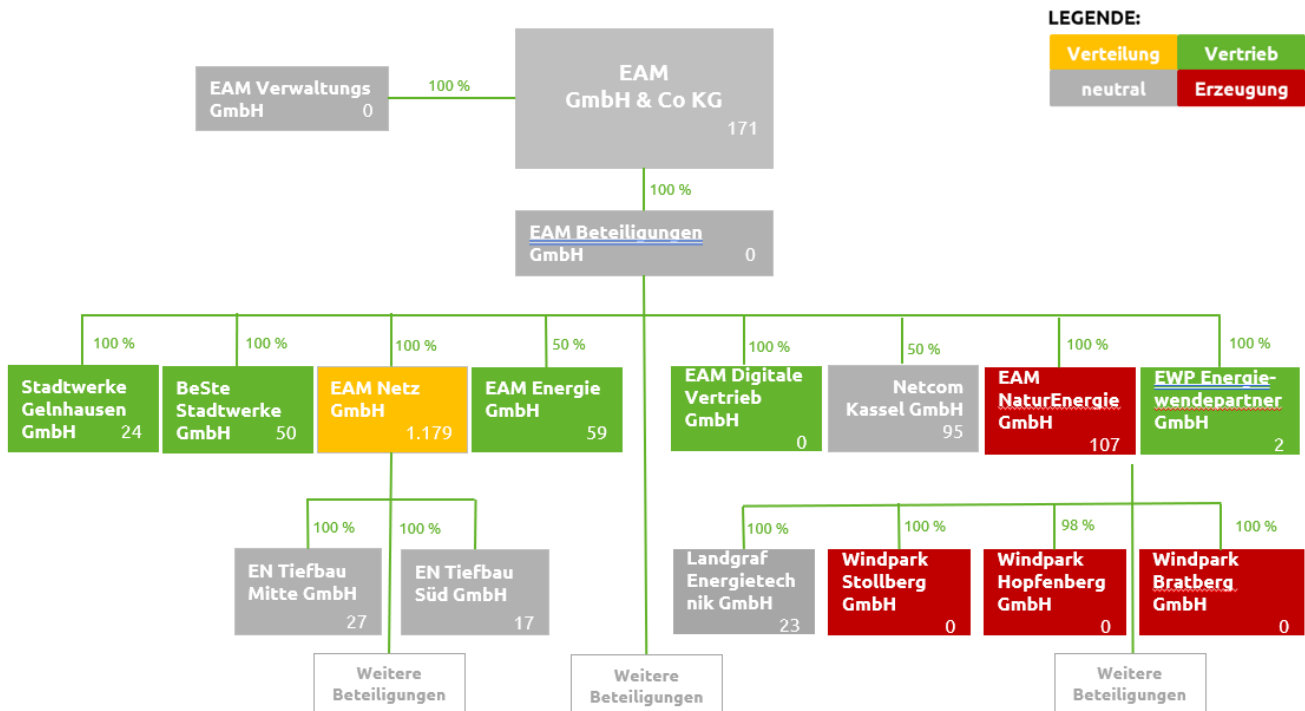 LEGENDE:
Verteilung
Vertrieb
neutral
Erzeugung
EAM
GmbH & Co KG
171
EAM Verwaltungs
GmbH 0
100 %
100 %
EAM Beteiligungen
GmbH 0
100 %
100 %
100 %
50 %
100 %
50 %
100 %
100 %
Stadtwerke
Gelnhausen
GmbH 24
BeSte
Stadtwerke
GmbH 50
EAM Netz
GmbH
1.179
EAM Energie
GmbH
59
EAM Digitale
Vertrieb
GmbH
0
Netcom
Kassel GmbH
95
EAM
NaturEnergie
GmbH
107
EWP Energie-
wendepartner
GmbH
2
100 %
100 %
100 %
100 %
98 %
100 %
EN Tiefbau
Mitte GmbH
27
EN Tiefbau
Süd GmbH
17
Landgraf
Energietech
nik GmbH
23
Windpark
Stollberg
GmbH
0
Windpark
Hopfenberg
GmbH
0
Windpark
Bratberg
GmbH
0
Weitere
Beteiligungen
Weitere
Beteiligungen
Weitere
Beteiligungen